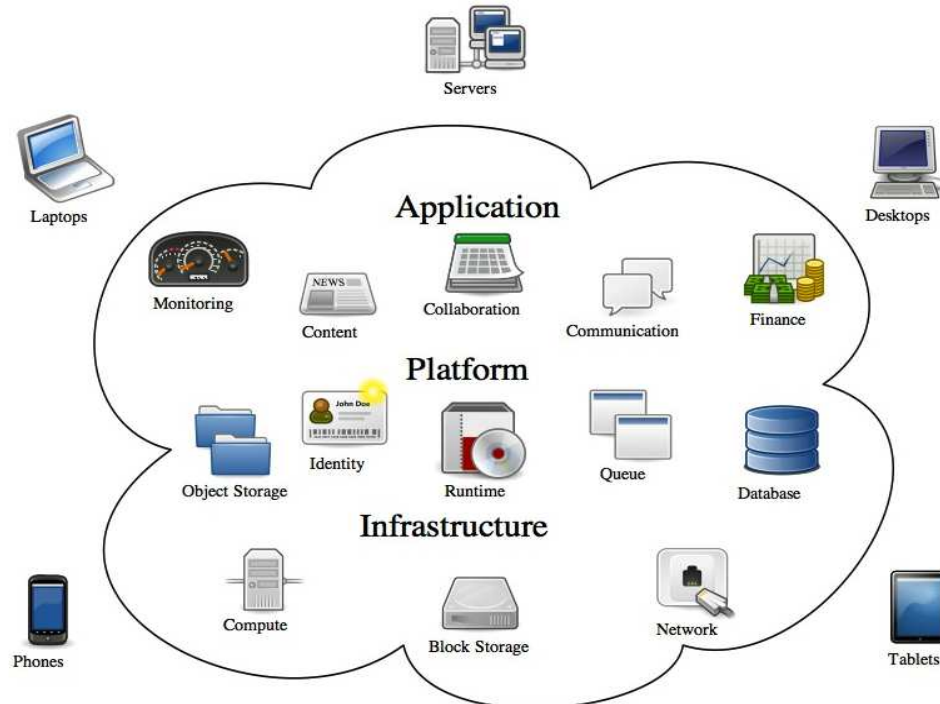 Servers
Laptops
Desktops
Application
Monitoring
NEWS
Content
Collaboration
Communication
Finance
Platform
John Doe
Object Storage
Identity
Runtime
Queue
Database
Infrastructure
Compute
Block Storage
Network
Phones
Tablets